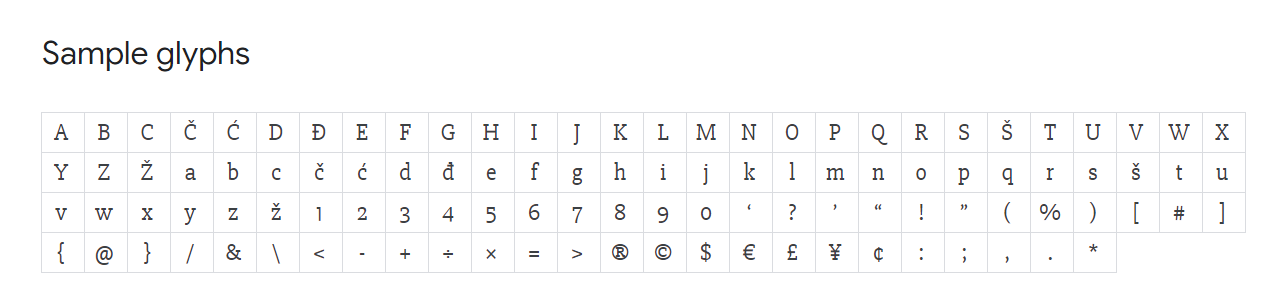 Sample glyphs
A B C Č Ć D Đ E F G H I J K L M N O P Q R S Š T U V W X
Y Z Ž a b c č ć d đ e f g h i j k l m n o p q r s š t u
v w x y z ž 1 2 3 4 5 6 7 8 9 0 ‘ ? ’ “ ! ” ( % ) [ # ]
{ @ } / & \ < - + ÷ × = > ® © $ € £ ¥ ¢ : ; , . *